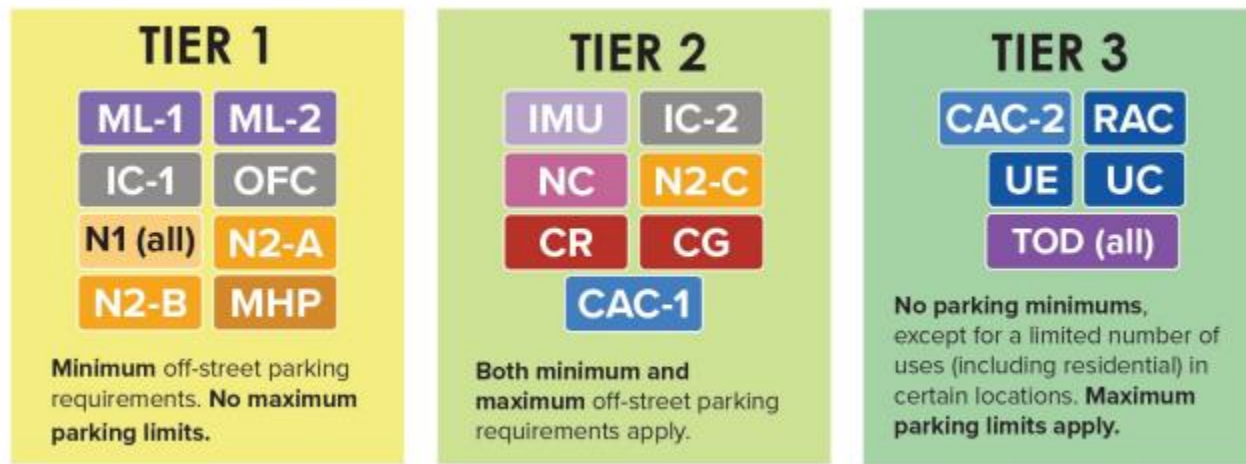 TIER 1
ML-1 ML-2
IC-1 OFC
N1 (all) N2-A
N2-B MHP
Minimum off-street parking
requirements. No maximum
parking limits.
TIER 2
IMU IC-2
NC N2-C
CR CG
CAC-1
Both minimum and
maximum off-street parking
requirements apply.
TIER 3
CAC-2 RAC
UE UC
TOD (all)
No parking minimums,
except for a limited number of
uses (including residential) in
certain locations. Maximum
parking limits apply.